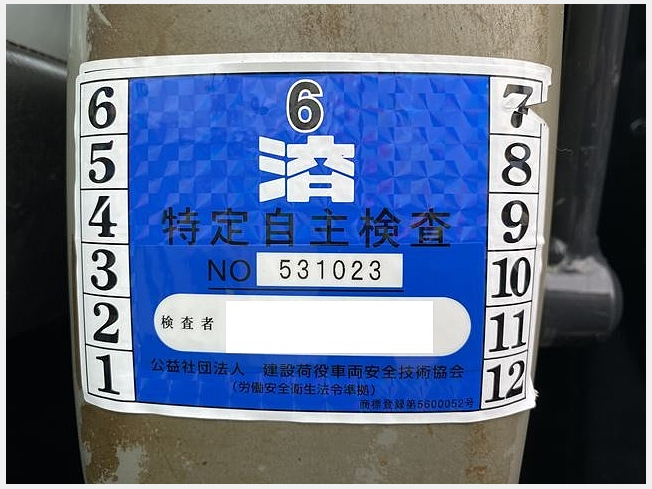 6
済
特定自主検査
NO 531023
検査者
公益社団法人 建設荷役車両安全技術協会
(労働安全衛生法令準拠)
商標登録第5600052号
6
5
4
3
2
1
7
8
9
10
11
12